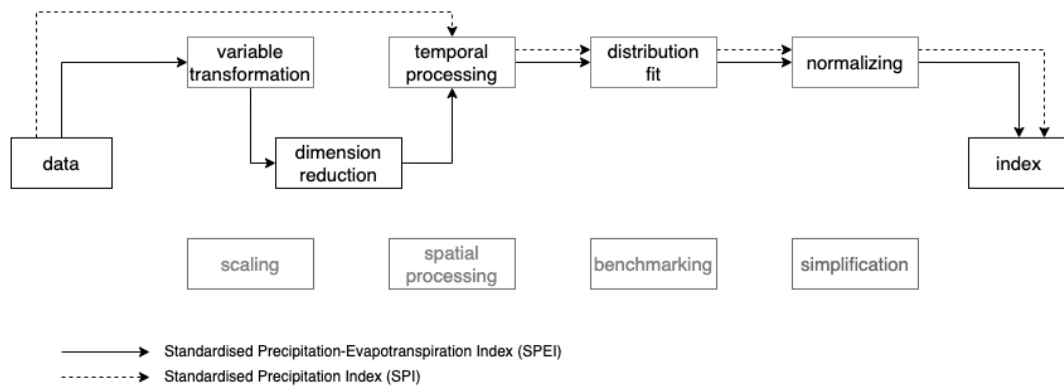 variable
transformation
temporal
processing
distribution
fit
normalizing
data
dimension
reduction
index
scaling
spatial
processing
benchmarking
simplification
Standardised Precipitation-Evapotranspiration Index (SPEI)
Standardised Precipitation Index (SPI)